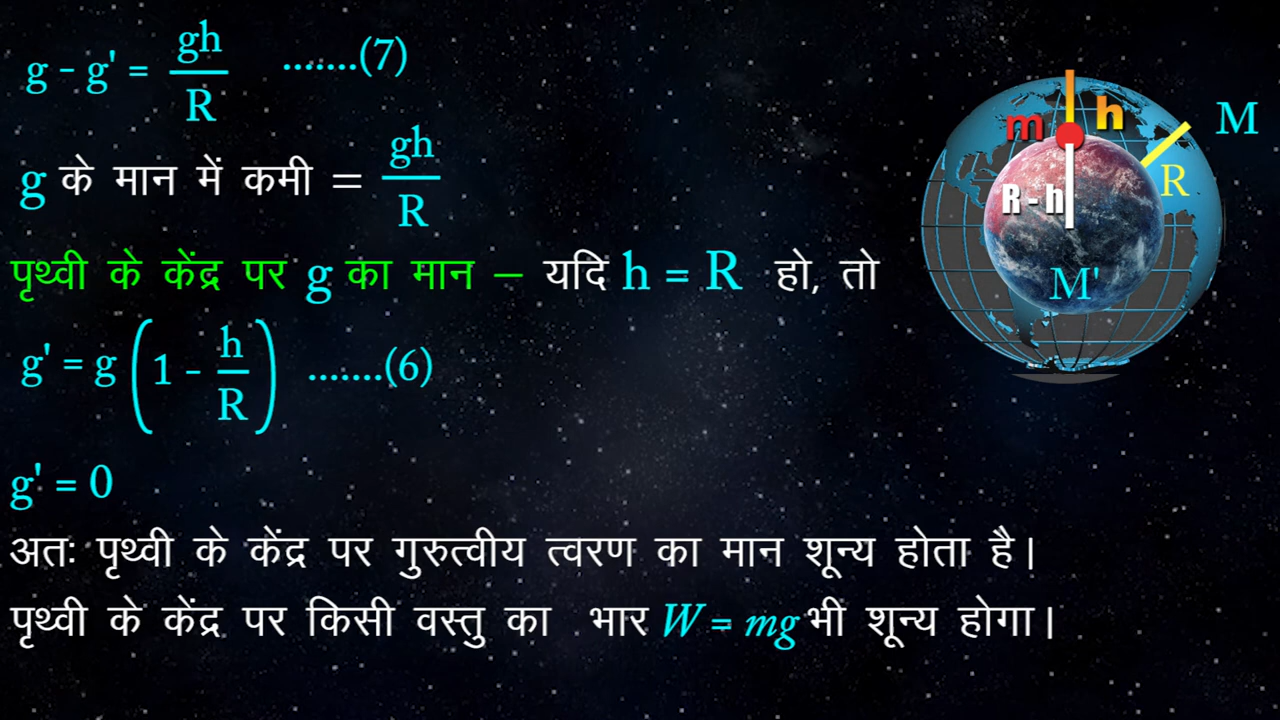 g - g' = gh/R .......(7)
g के मान में कमी = gh/R
पृथ्वी के केंद्र पर g का मान – यदि h = R हो, तो
g' = g (1 - h/R) .......(6)
g' = 0
अतः पृथ्वी के केंद्र पर गुरुत्वीय त्वरण का मान शून्य होता है।
पृथ्वी के केंद्र पर किसी वस्तु का भार W = mg भी शून्य होगा।
m h M
R - h R
M'